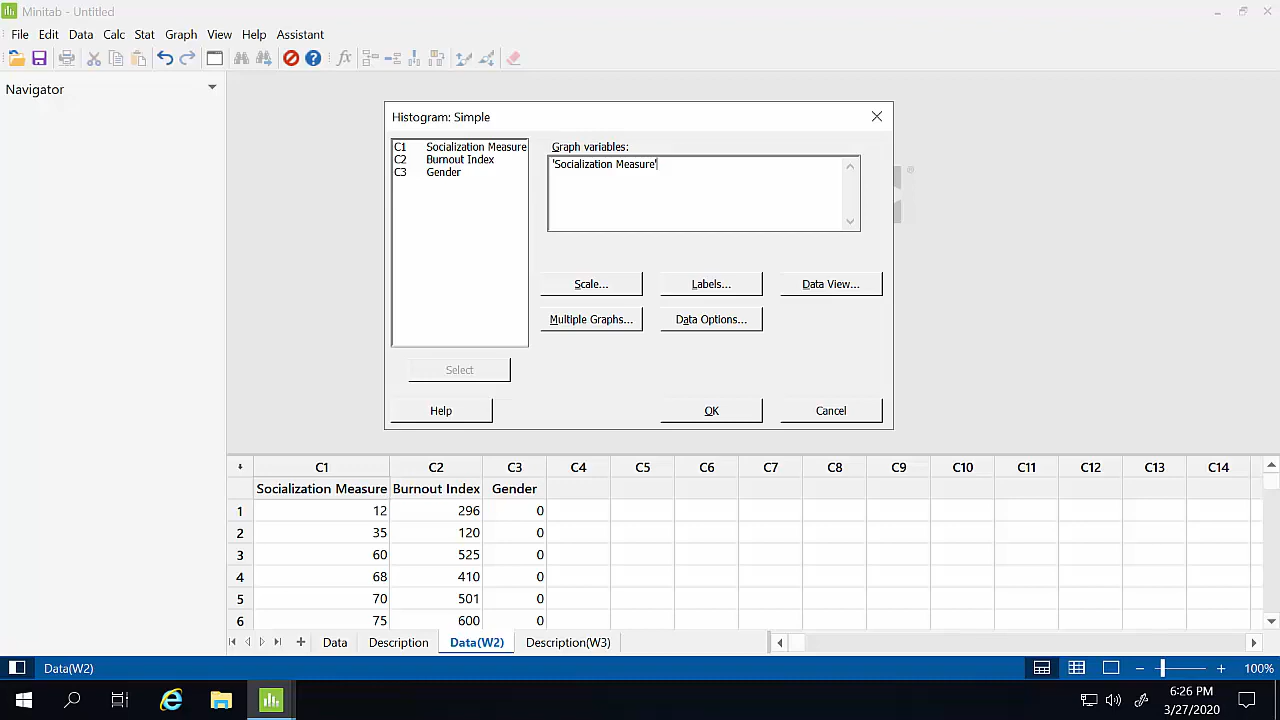 Minitab - Untitled
File Edit Data Calc Stat Graph View Help Assistant
Navigator
Histogram: Simple
C1 Socialization Measure
C2 Burnout Index
C3 Gender
Graph variables:
'Socialization Measure'
Scale... Labels... Data View...
Multiple Graphs... Data Options...
Select
Help OK Cancel
C1 C2 C3 C4 C5 C6 C7 C8 C9 C10 C11 C12 C13 C14
Socialization Measure Burnout Index Gender
1 12 296 0
2 35 120 0
3 60 525 0
4 68 410 0
5 70 501 0
6 75 600 0
Data Description Data(W2) Description(W3)
Data(W2) 100%
6:26 PM
3/27/2020